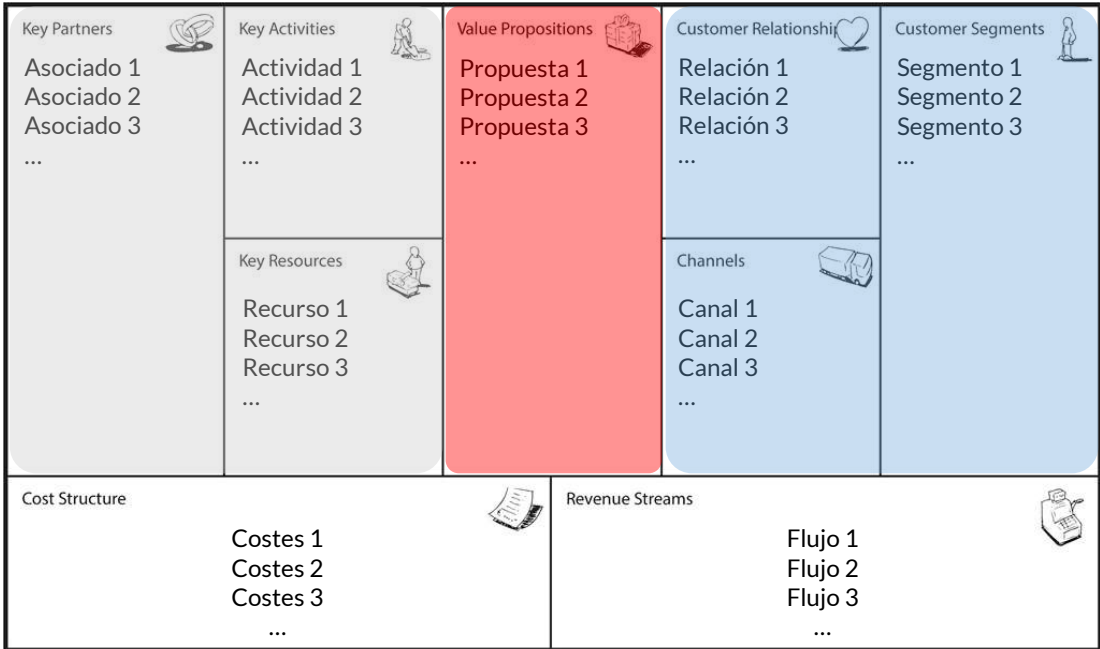 Key Partners
Asociado 1
Asociado 2
Asociado 3
...
Key Activities
Actividad 1
Actividad 2
Actividad 3
...
Key Resources
Recurso 1
Recurso 2
Recurso 3
...
Value Propositions
Propuesta 1
Propuesta 2
Propuesta 3
...
Customer Relationship
Relación 1
Relación 2
Relación 3
...
Channels
Canal 1
Canal 2
Canal 3
...
Customer Segments
Segmento 1
Segmento 2
Segmento 3
...
Cost Structure
Costes 1
Costes 2
Costes 3
...
Revenue Streams
Flujo 1
Flujo 2
Flujo 3
...